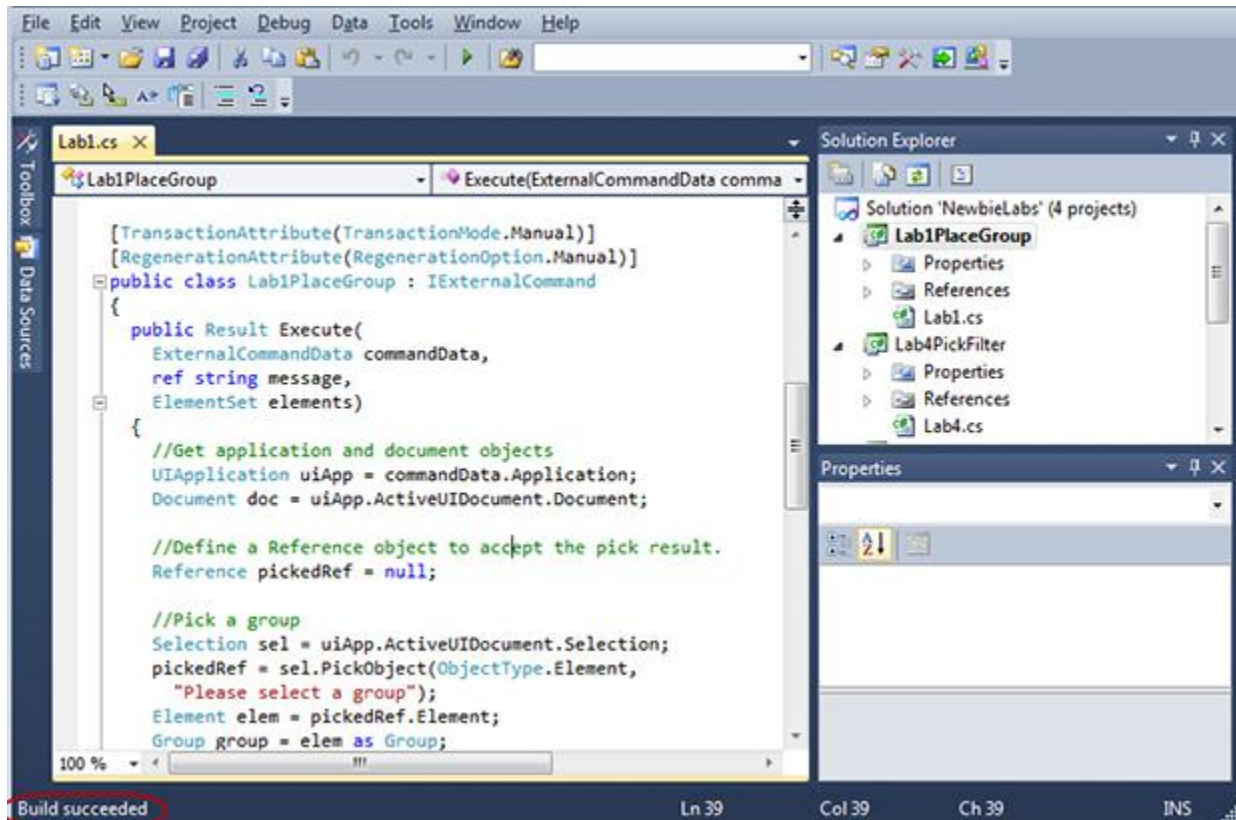 File Edit View Project Debug Data Tools Window Help
Lab1.cs
Lab1PlaceGroup
Execute(ExternalCommandData comma
Toolbox
Data Sources
[TransactionAttribute(TransactionMode.Manual)]
[RegenerationAttribute(RegenerationOption.Manual)]
public class Lab1PlaceGroup : IExternalCommand
{
public Result Execute(
ExternalCommandData commandData,
ref string message,
ElementSet elements)
{
//Get application and document objects
UIApplication uiApp = commandData.Application;
Document doc = uiApp.ActiveUIDocument.Document;
//Define a Reference object to accept the pick result.
Reference pickedRef = null;
//Pick a group
Selection sel = uiApp.ActiveUIDocument.Selection;
pickedRef = sel.PickObject(ObjectType.Element,
"Please select a group");
Element elem = pickedRef.Element;
Group group = elem as Group;
100 %
Solution Explorer
Solution 'NewbieLabs' (4 projects)
Lab1PlaceGroup
Properties
References
Lab1.cs
Lab4PickFilter
Properties
References
Lab4.cs
Properties
Build succeeded Ln 39 Col 39 Ch 39 INS